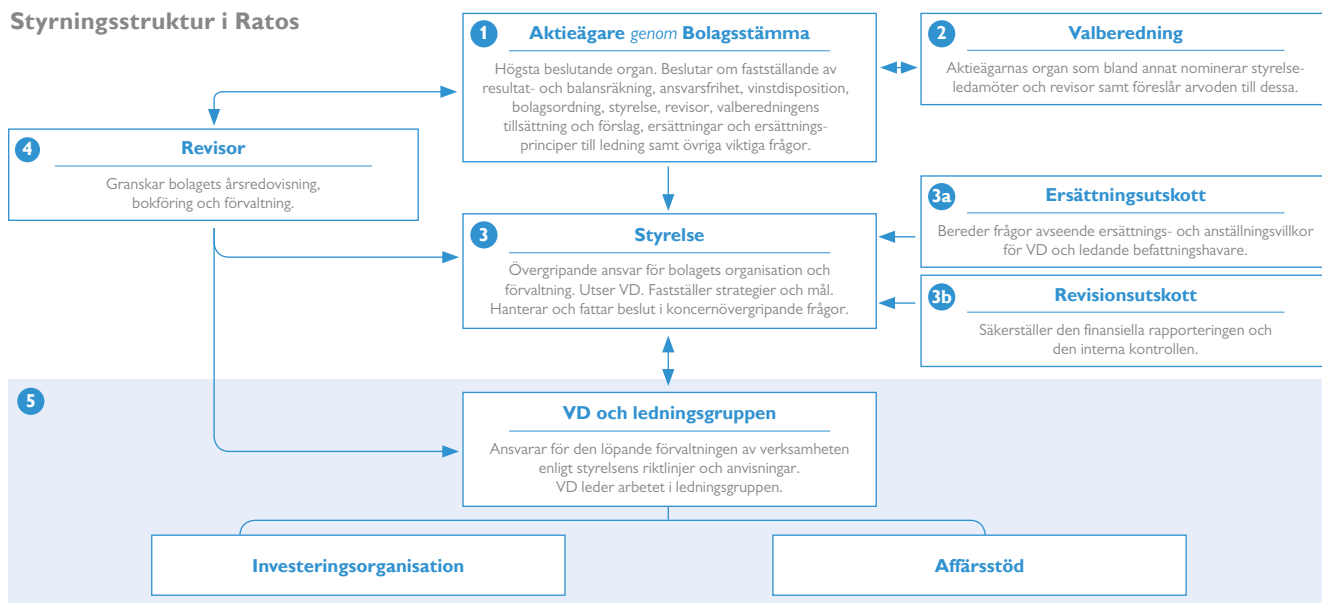 Styrningsstruktur i Ratos
1
Aktieägare genom Bolagsstämma
Högsta beslutande organ. Beslutar om fastställande av
resultat- och balansräkning, ansvarsfrihet, vinstdisposition,
bolagsordning, styrelse, revisor, valberedningens
tillsättning och förslag, ersättningar och ersättnings-
principer till ledning samt övriga viktiga frågor.
2
Valberedning
Aktieägarnas organ som bland annat nominerar styrelse-
ledamöter och revisor samt föreslår arvoden till dessa.
4
Revisor
Granskar bolagets årsredovisning,
bokföring och förvaltning.
3
Styrelse
Övergripande ansvar för bolagets organisation och
förvaltning. Utser VD. Fastställer strategier och mål.
Hanterar och fattar beslut i koncernövergripande frågor.
3a
Ersättningsutskott
Bereder frågor avseende ersättnings- och anställningsvillkor
för VD och ledande befattningshavare.
3b
Revisionsutskott
Säkerställer den finansiella rapporteringen och
den interna kontrollen.
5
VD och ledningsgruppen
Ansvarar för den löpande förvaltningen av verksamheten
enligt styrelsens riktlinjer och anvisningar.
VD leder arbetet i ledningsgruppen.
Investeringsorganisation
Affärsstöd